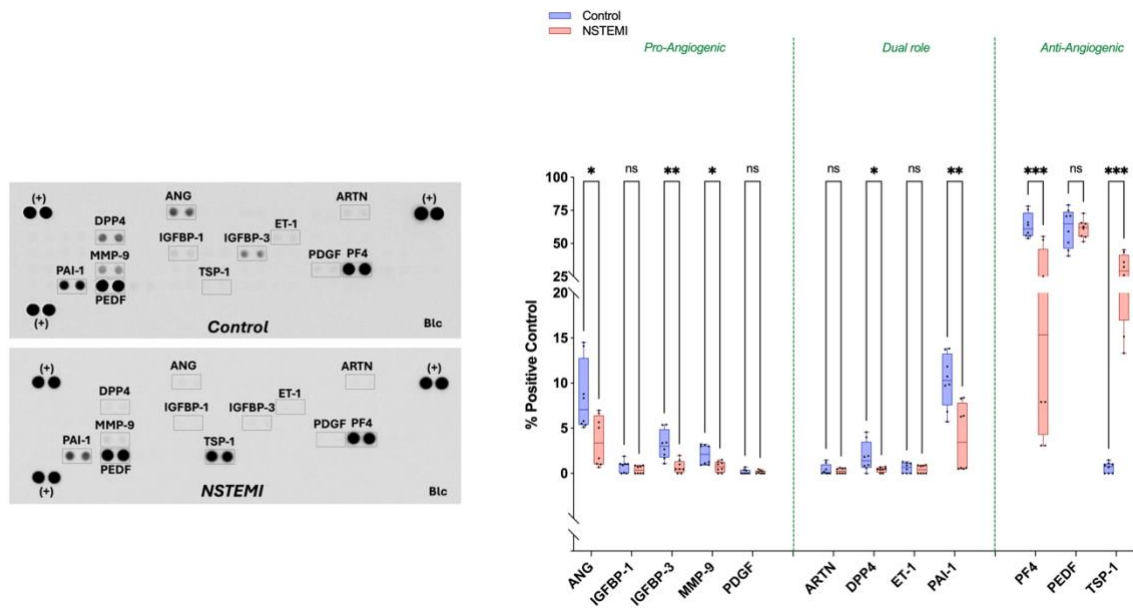 Control
NSTEMI
Pro-Angiogenic
Dual role
Anti-Angiogenic
(+)
ANG
ARTN
DPP4
ET-1
IGFBP-1
IGFBP-3
MMP-9
PDGF
PF4
PAI-1
TSP-1
PEDF
(+)
Control
Blc
(+)
ANG
ARTN
(+)
DPP4
ET-1
IGFBP-1
IGFBP-3
MMP-9
PDGF
PF4
PAI-1
TSP-1
PEDF
(+)
NSTEMI
Blc
(+)
* ns ** * ns ns * ns ** *** ns ***
% Positive Control
100
75
50
25
20
15
10
5
0
ANG
IGFBP-1
IGFBP-3
MMP-9
PDGF
ARTN
DPP4
ET-1
PAI-1
PF4
PEDF
TSP-1